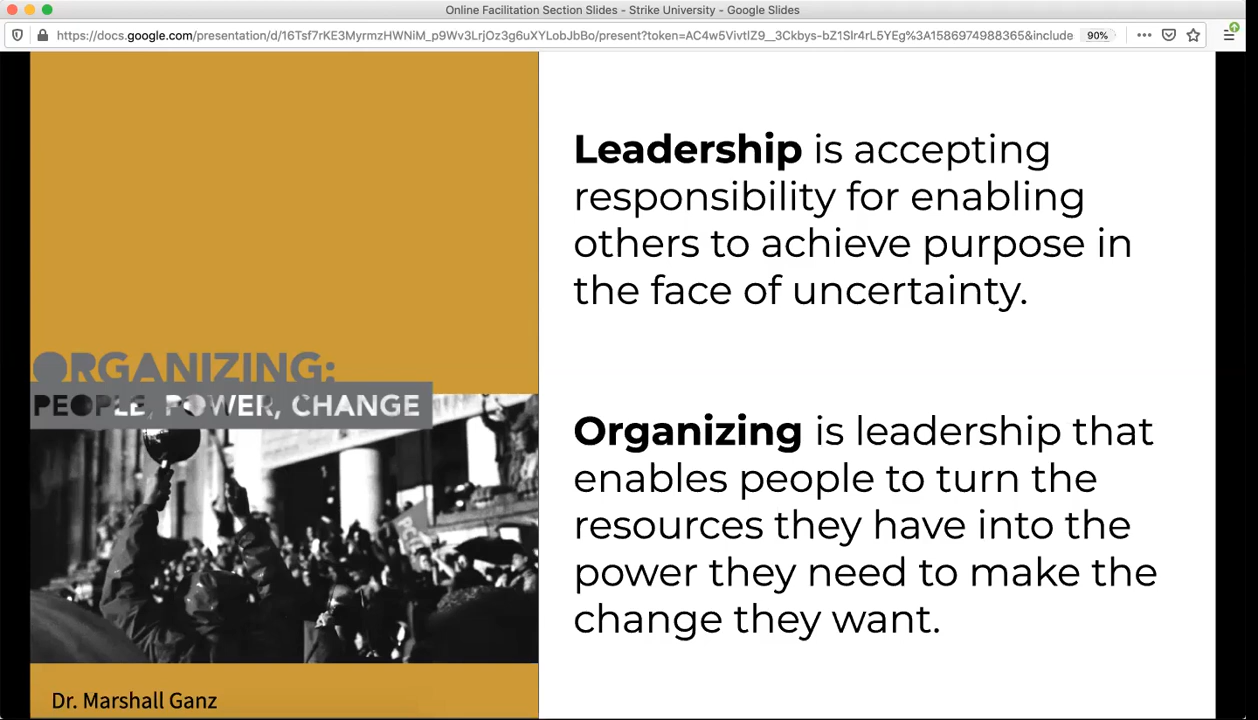 Online Facilitation Section Slides - Strike University - Google Slides
https://docs.google.com/presentation/d/16Tsf7rKE3MyrmzHWNiM_p9Wv3LrjOz3g6uXYLobJbBo/present?token=AC4w5VivtIZ9__3Ckbys-bZ1Slr4rL5YEg%3A1586974988365&include
90%
ORGANIZING:
PEOPLE, POWER, CHANGE
Dr. Marshall Ganz
Leadership is accepting
responsibility for enabling
others to achieve purpose in
the face of uncertainty.
Organizing is leadership that
enables people to turn the
resources they have into the
power they need to make the
change they want.